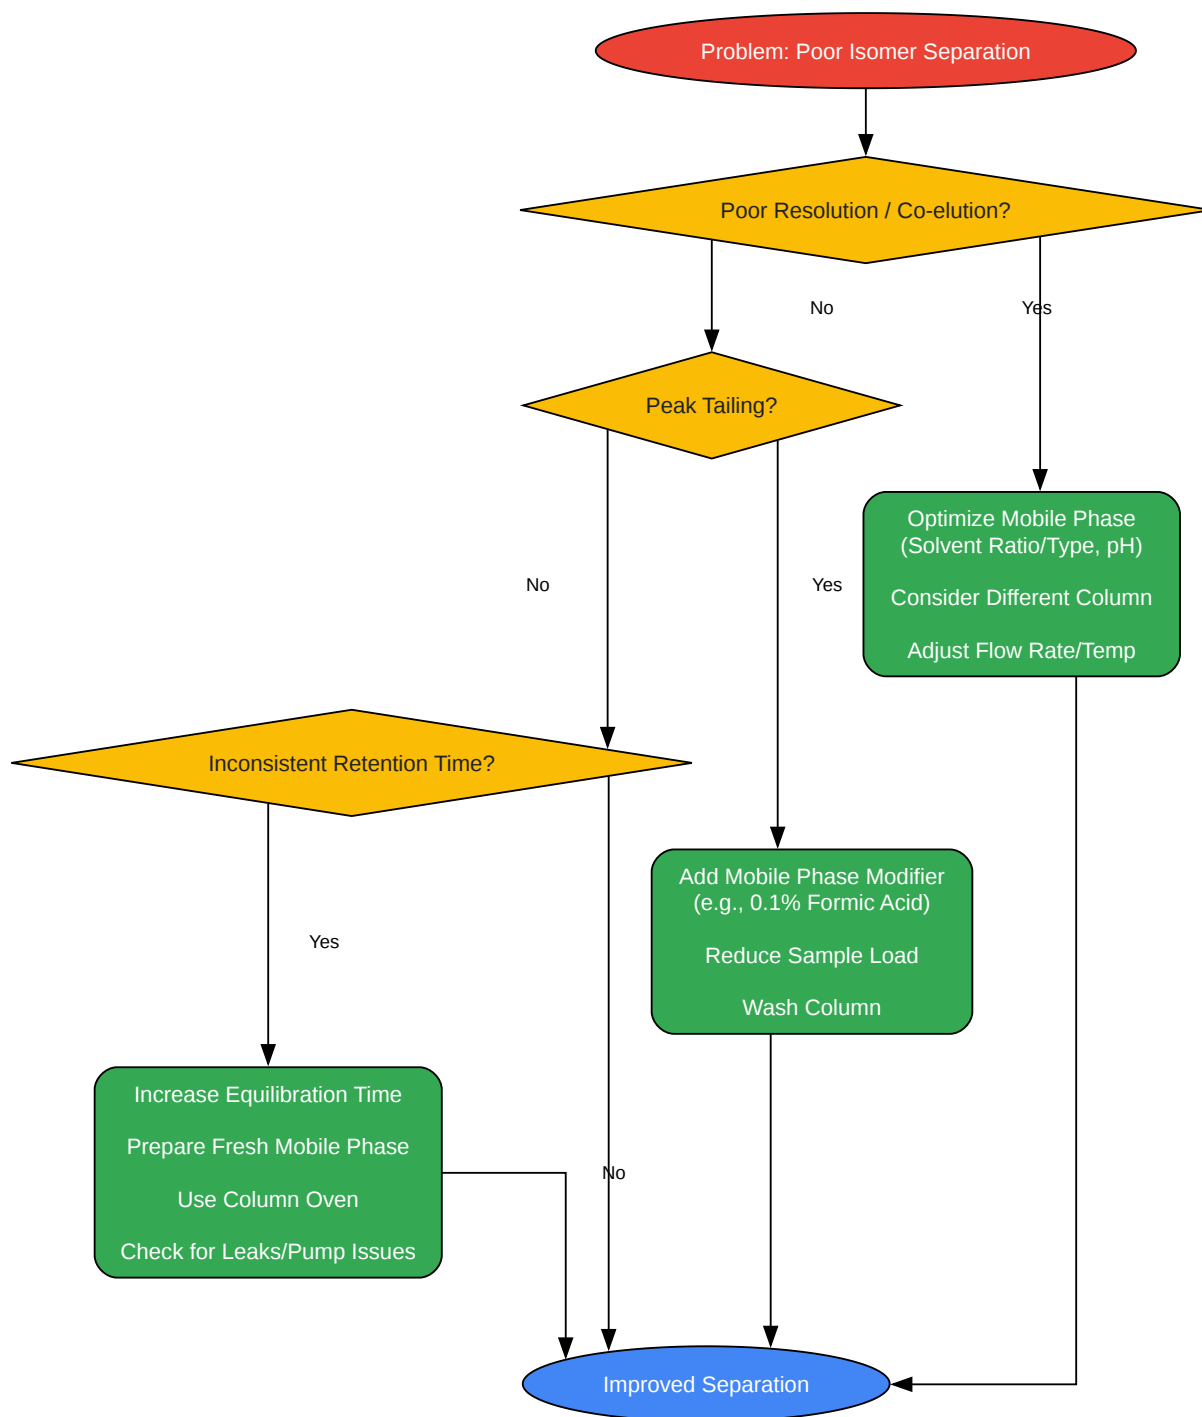 Problem: Poor Isomer Separation
Poor Resolution / Co-elution?
No
Yes
Peak Tailing?
Optimize Mobile Phase
(Solvent Ratio/Type, pH)
Consider Different Column
Adjust Flow Rate/Temp
No
Yes
Inconsistent Retention Time?
Add Mobile Phase Modifier
(e.g., 0.1% Formic Acid)
Reduce Sample Load
Wash Column
Yes
Increase Equilibration Time
Prepare Fresh Mobile Phase
Use Column Oven
Check for Leaks/Pump Issues
No
Improved Separation